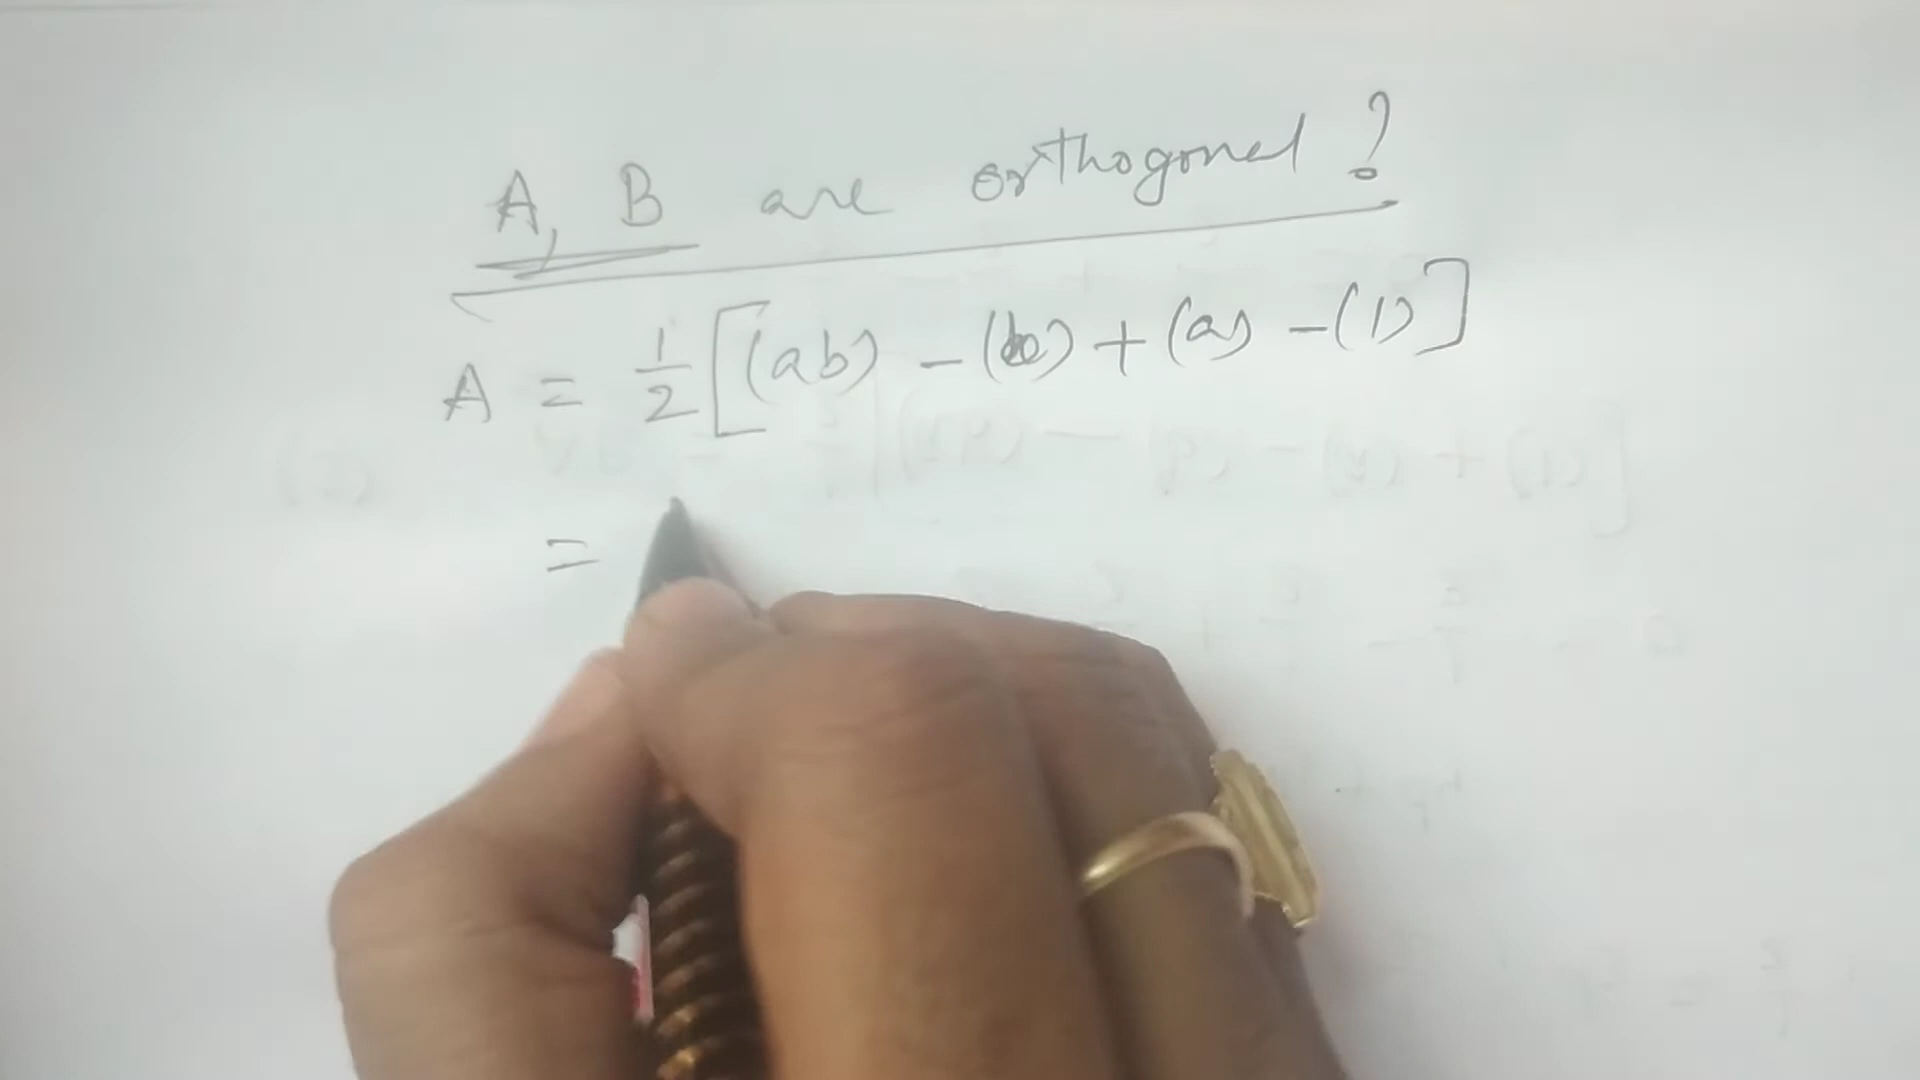 A, B are orthogonal ?
A = 1/2 [(ab) - (b) + (a) - (1)]
=